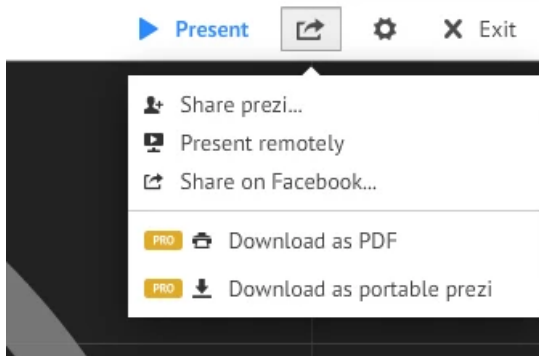 Present
Exit
Share prezi...
Present remotely
Share on Facebook...
PRO Download as PDF
PRO Download as portable prezi